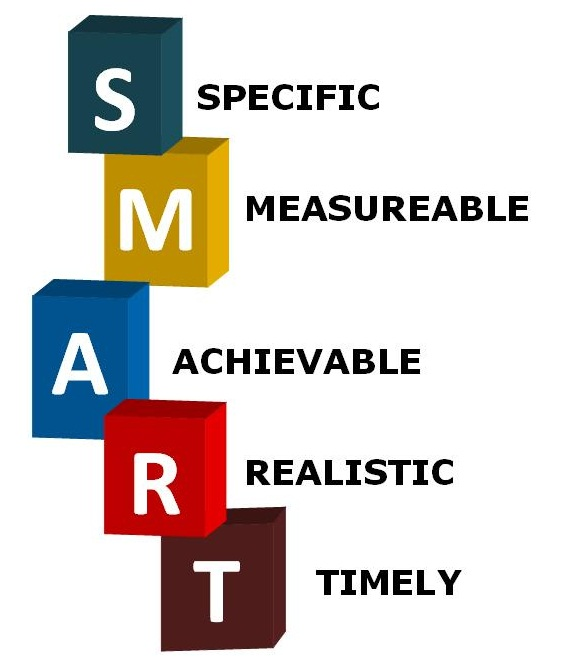 S SPECIFIC
M MEASUREABLE
A ACHIEVABLE
R REALISTIC
T TIMELY